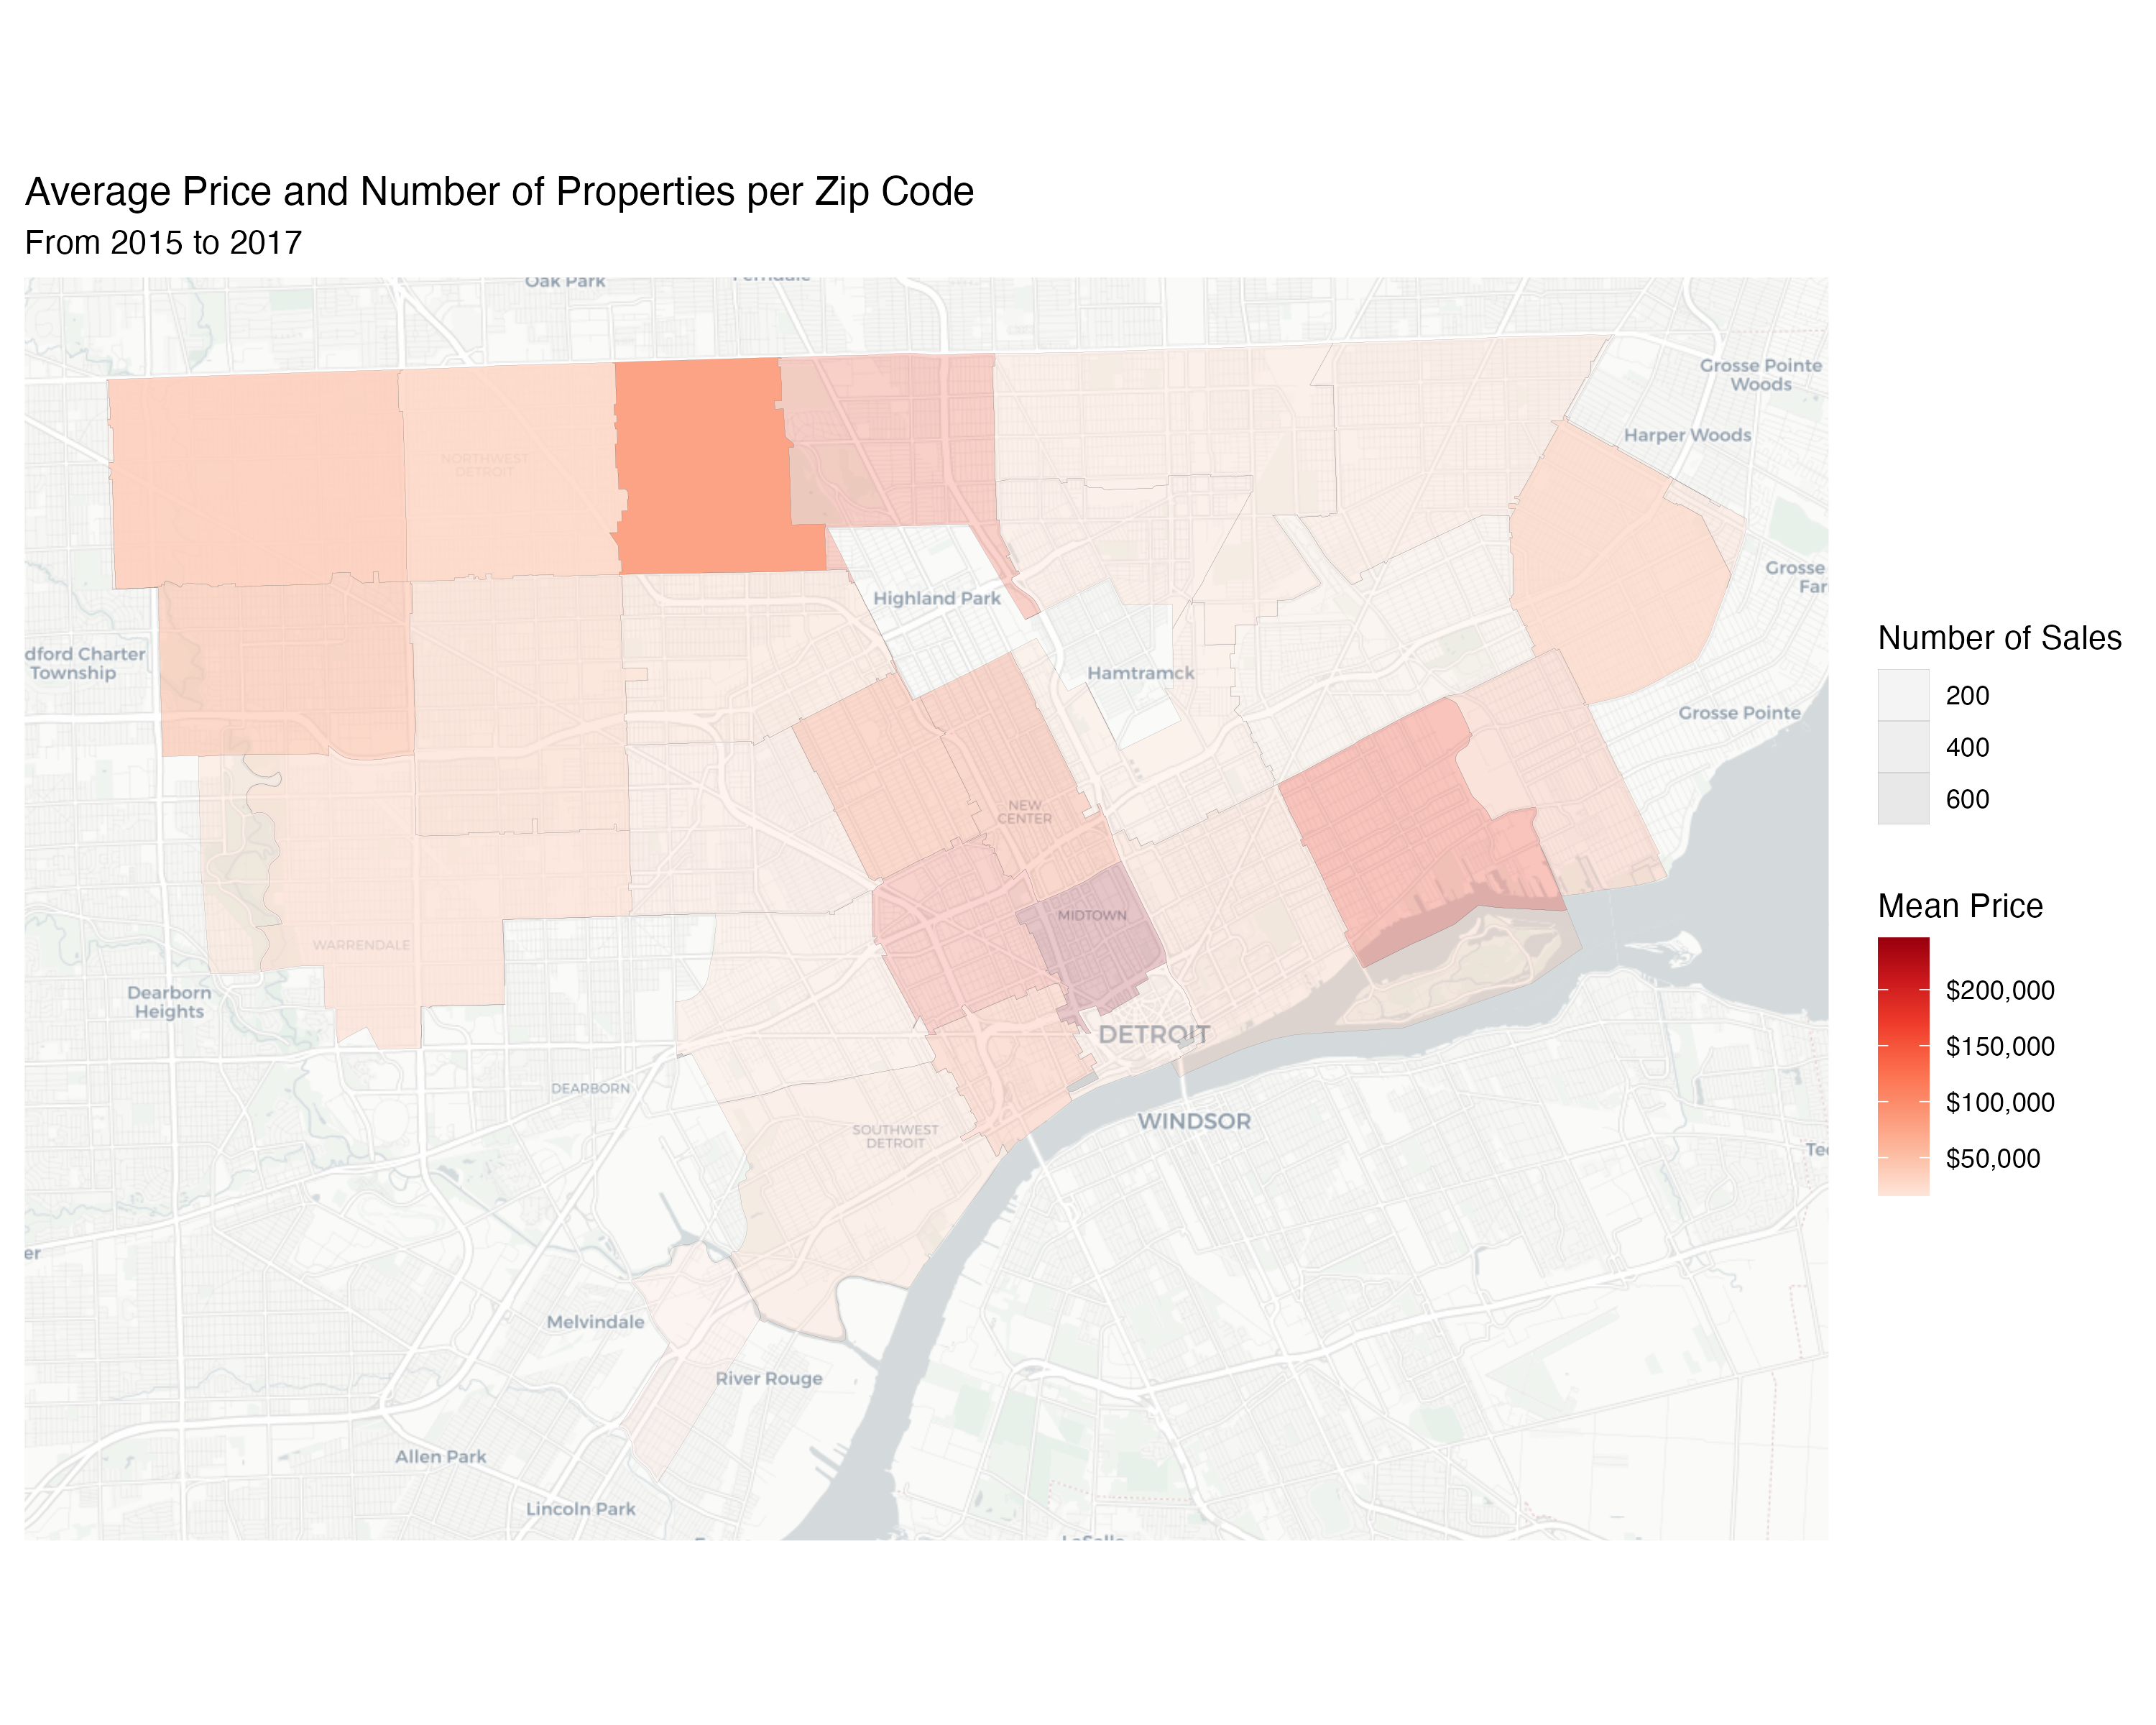 Average Price and Number of Properties per Zip Code
From 2015 to 2017
Oak Park
Ferndale
Grosse Pointe
Woods
NORTHWEST
DETROIT
Harper Woods
Grosse
Far
Highland Park
dford Charter
Township
Hamtramck
Grosse Pointe
NEW
CENTER
MIDTOWN
WARRENDALE
Dearborn
Heights
DETROIT
DEARBORN
WINDSOR
SOUTHWEST
DETROIT
Tec
er
Melvindale
River Rouge
Allen Park
Lincoln Park
LaSalle
Number of Sales
200
400
600
Mean Price
$200,000
$150,000
$100,000
$50,000